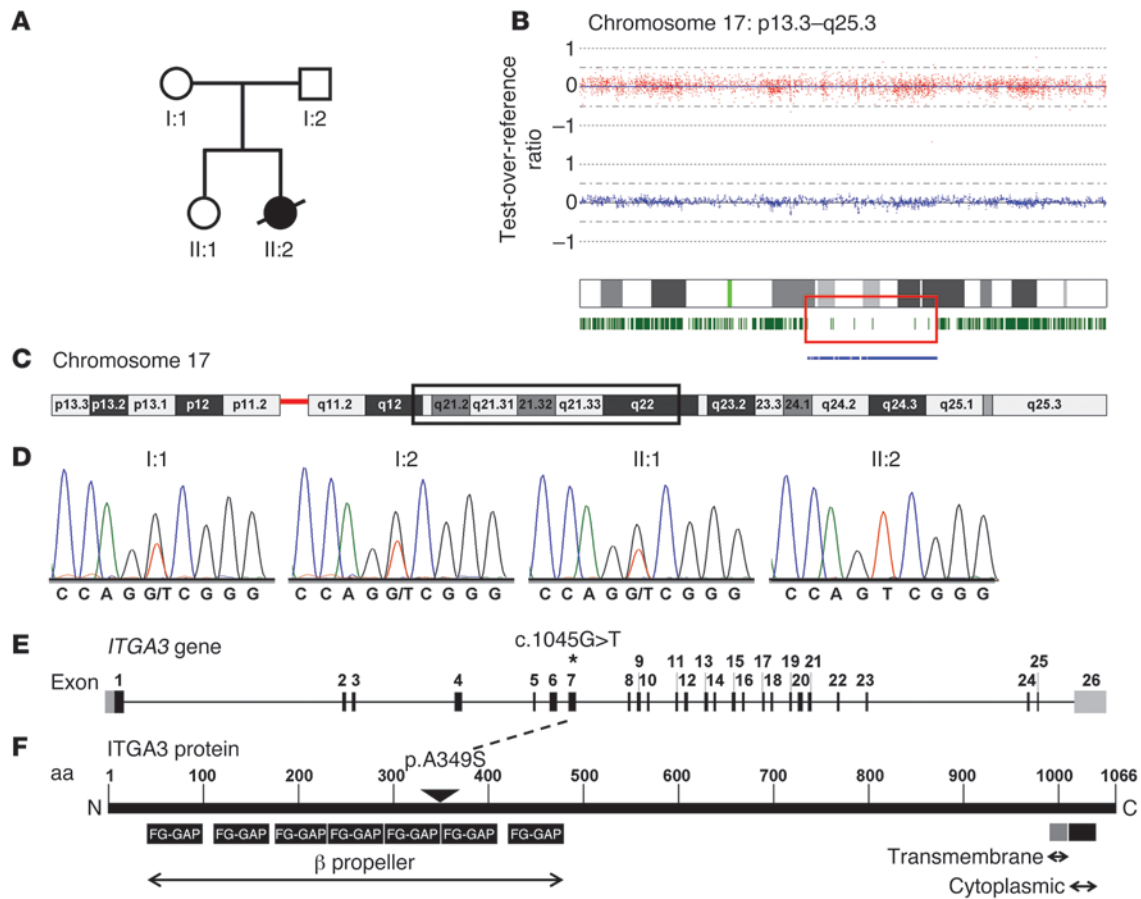 A
I:1
I:2
II:1
II:2
B
Chromosome 17: p13.3–q25.3
Test-over-reference
ratio
1
0
–1
1
0
–1
C Chromosome 17
p13.3 p13.2 p13.1 p12 p11.2 q11.2 q12 q21.2 q21.31 21.32 q21.33 q22 q23.2 23.3 24.1 q24.2 q24.3 q25.1 q25.3
D
I:1 I:2 II:1 II:2
C C A G G/T C G G G
C C A G G/T C G G G
C C A G G/T C G G G
C C A G T C G G G
E ITGA3 gene
c.1045G>T
*
Exon 1 2 3 4 5 6 7 8 9 10 11 12 13 14 15 16 17 18 19 20 21 22 23 24 25 26
F ITGA3 protein
p.A349S
aa 1 100 200 300 400 500 600 700 800 900 1000 1066
N C
FG-GAP FG-GAP FG-GAP FG-GAP FG-GAP FG-GAP FG-GAP
β propeller
Transmembrane
Cytoplasmic